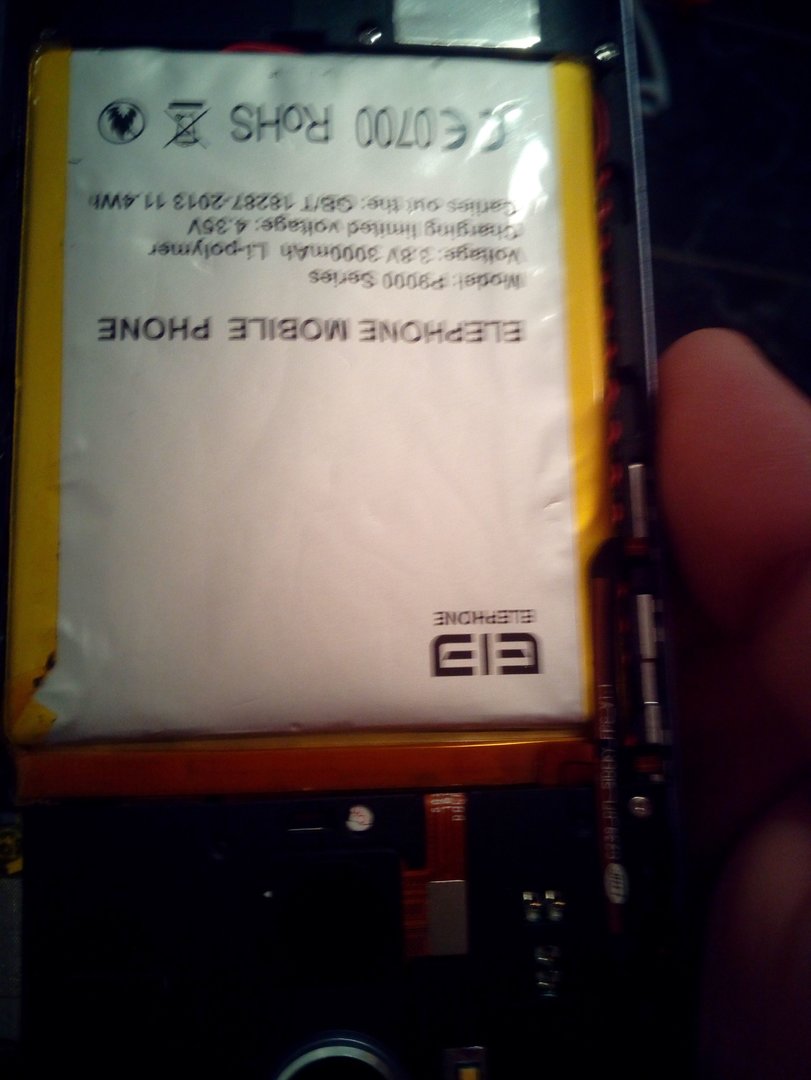 ELEPHONE
ELEPHONE MOBILE PHONE
Model: P9000 Series
Voltage: 3.8V 3000mAh Li-polymer
Charging limited voltage: 4.35V
Carries out the: GB/T 18287-2013 11.4Wh
CE0700 RoHS